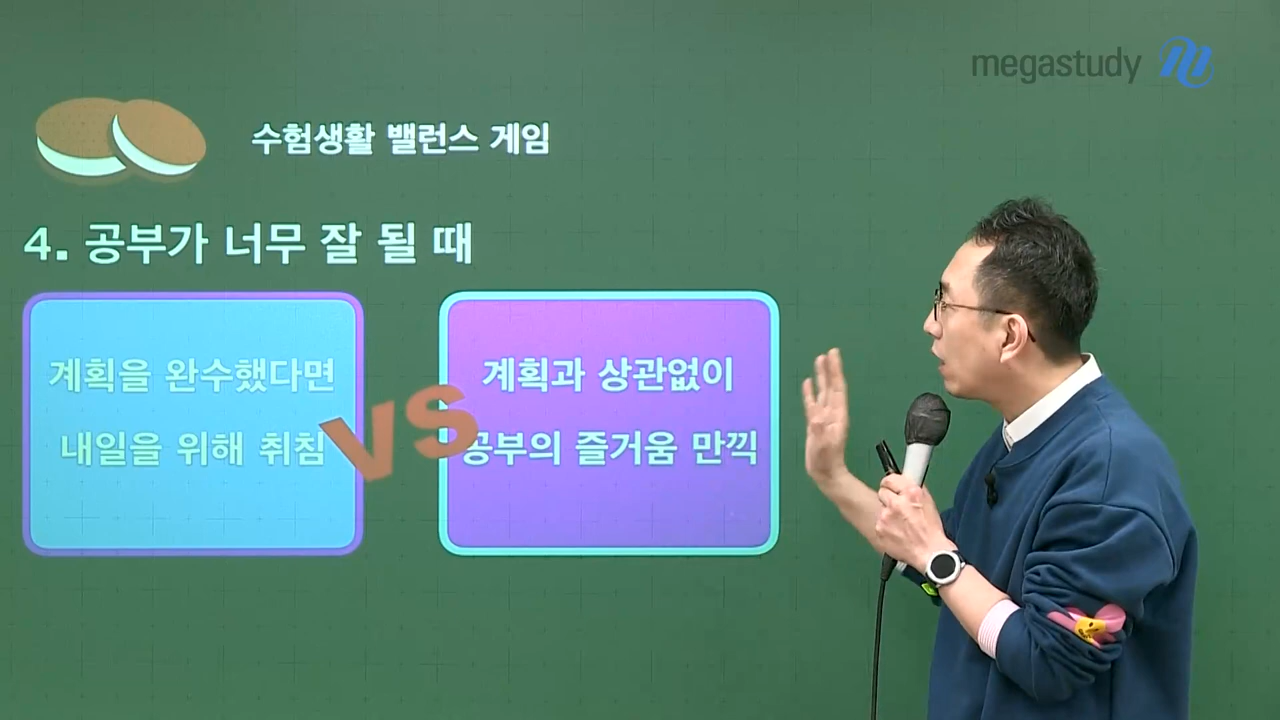 megastudy
수험생활 밸런스 게임
4. 공부가 너무 잘 될 때
계획을 완수했다면
내일을 위해 취침
VS
계획과 상관없이
공부의 즐거움 만끽